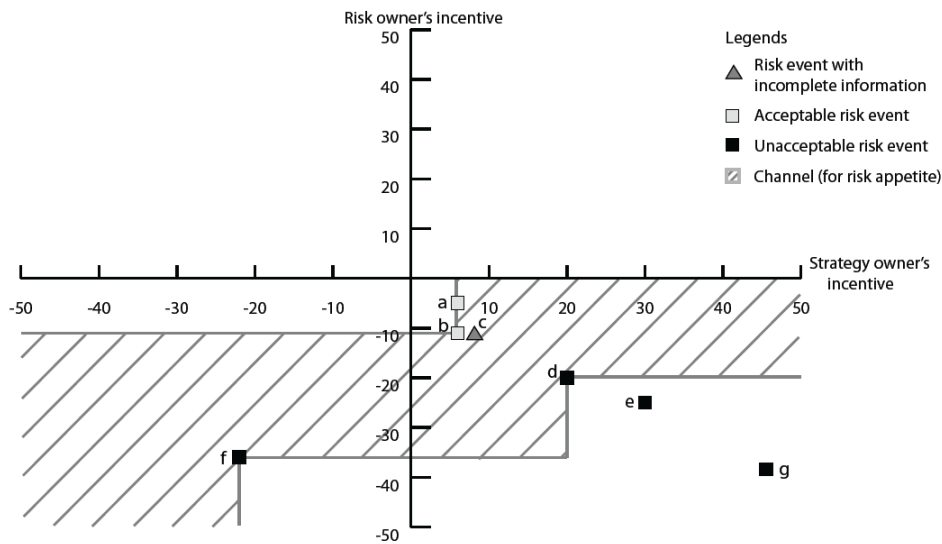 Risk owner's incentive
50
40
30
20
10
Legends
Risk event with
incomplete information
Acceptable risk event
Unacceptable risk event
Channel (for risk appetite)
Strategy owner's
incentive
-50 -40 -30 -20 -10 10 20 30 40 50
a
b
c
-10
d
-20
e
-30
f
g
-40
-50